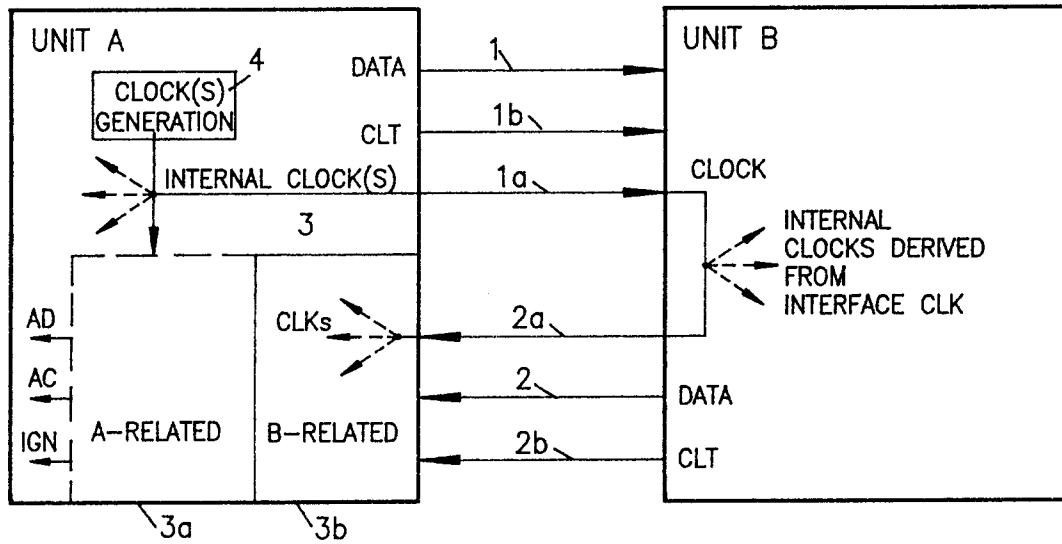 UNIT A
4
CLOCK(S)
GENERATION
DATA
CLT
INTERNAL CLOCK(S)
3
1
1b
1a
UNIT B
CLOCK
INTERNAL
CLOCKS DERIVED
FROM
INTERFACE CLK
AD
AC
IGN
CLKs
A-RELATED
B-RELATED
2a
2
2b
DATA
CLT
3a
3b